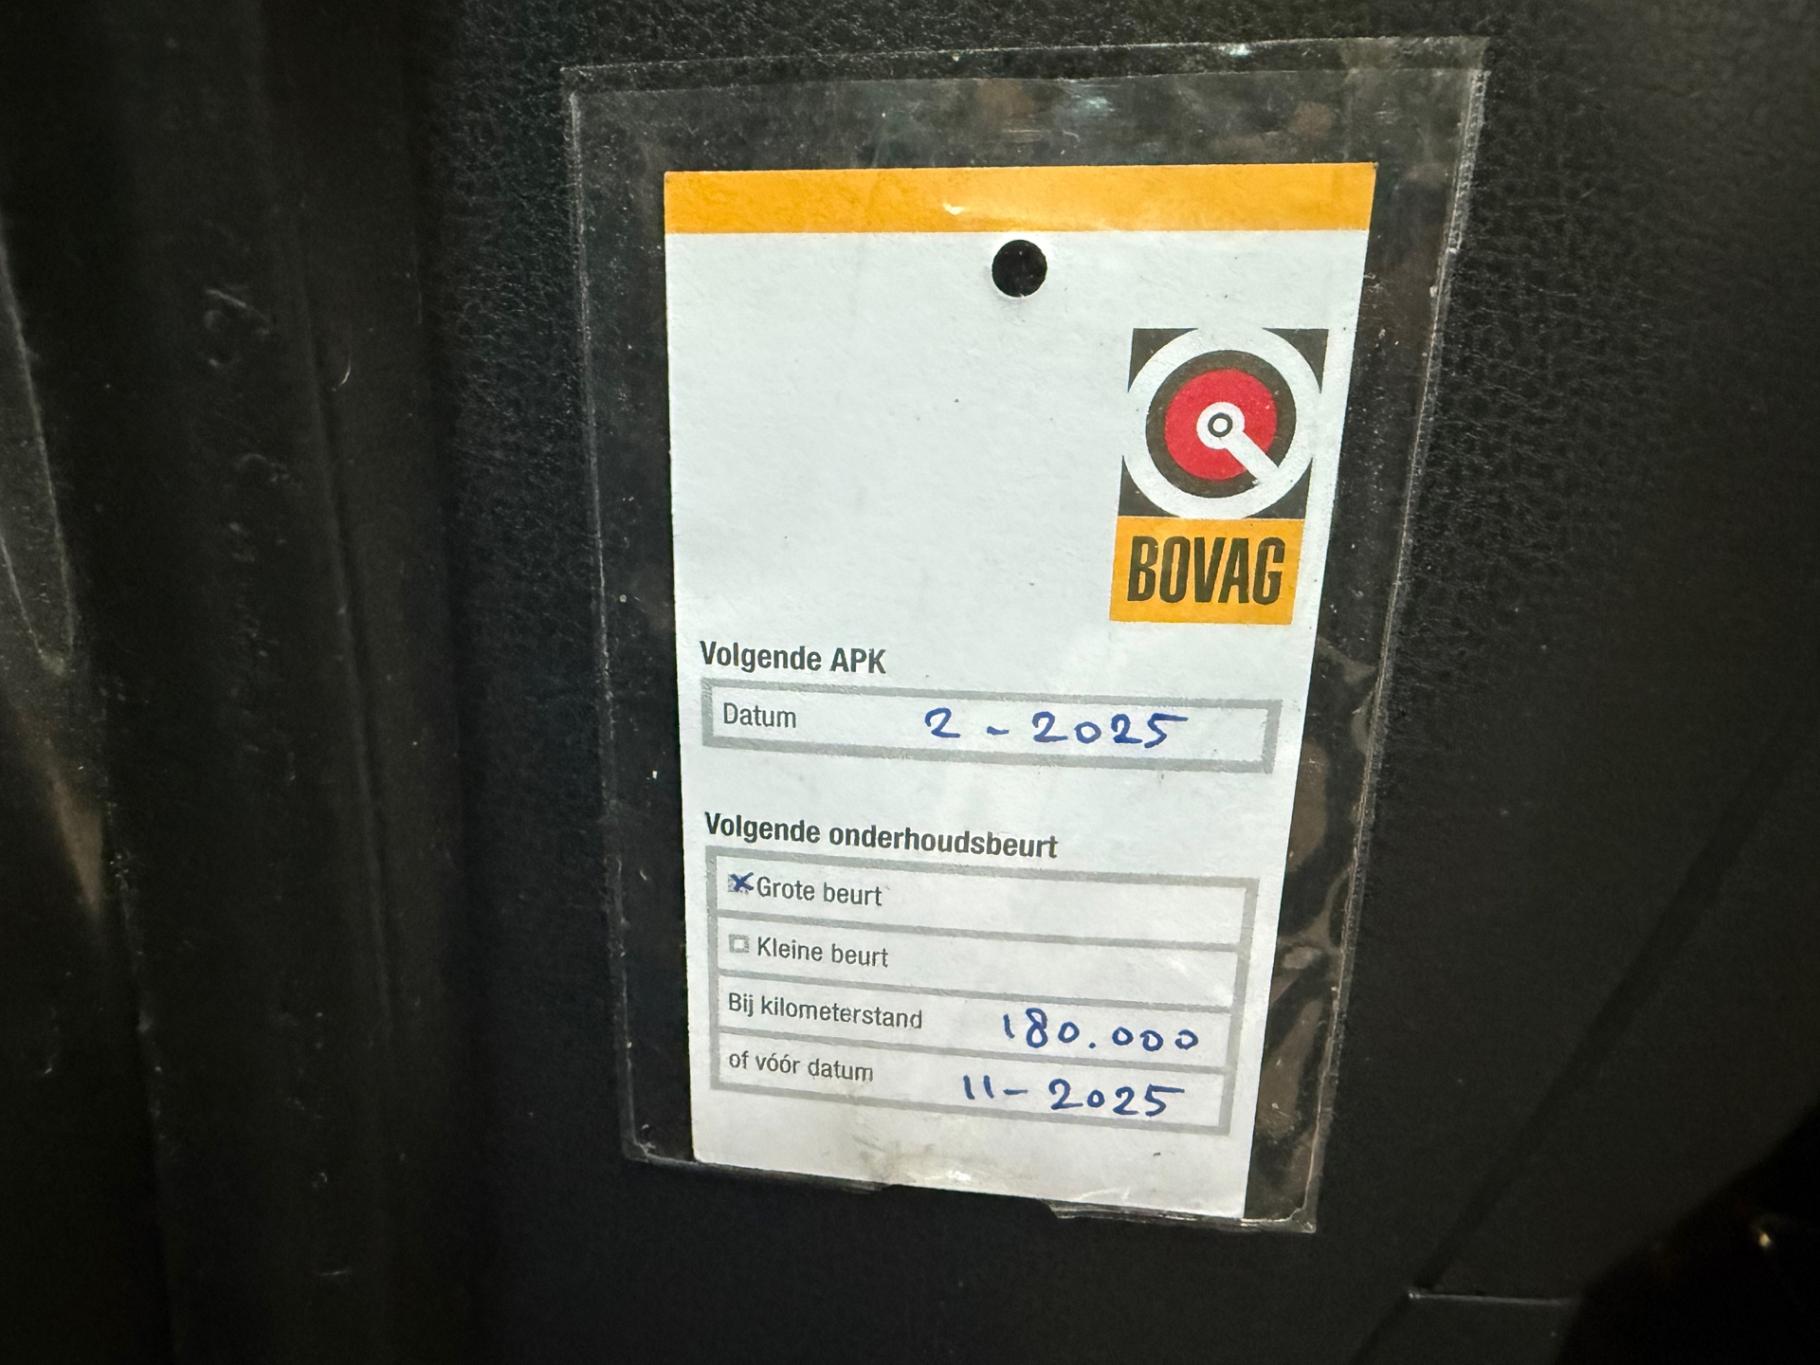 BOVAG
Volgende APK
Datum 2 - 2025
Volgende onderhoudsbeurt
Grote beurt
Kleine beurt
Bij kilometerstand 180.000
of vóór datum 11- 2025